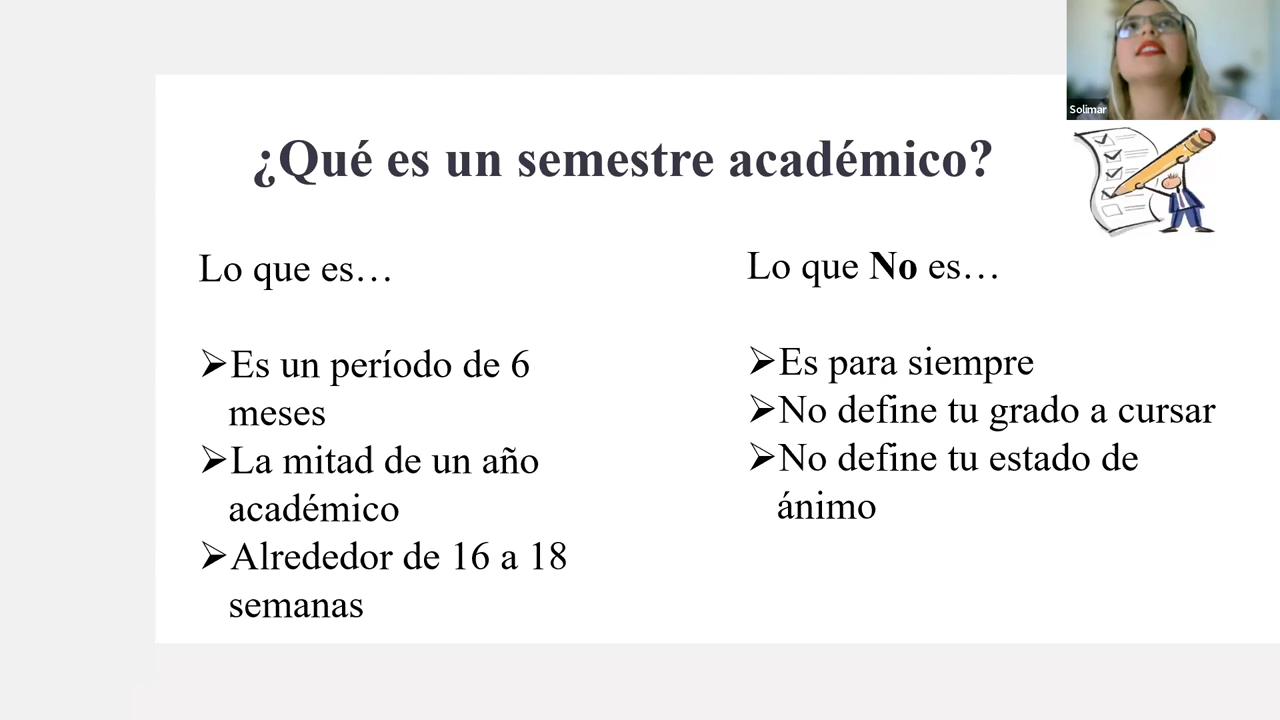 Solimar
¿Qué es un semestre académico?
Lo que es…
➢Es un período de 6
meses
➢La mitad de un año
académico
➢Alrededor de 16 a 18
semanas
Lo que No es…
➢Es para siempre
➢No define tu grado a cursar
➢No define tu estado de
ánimo